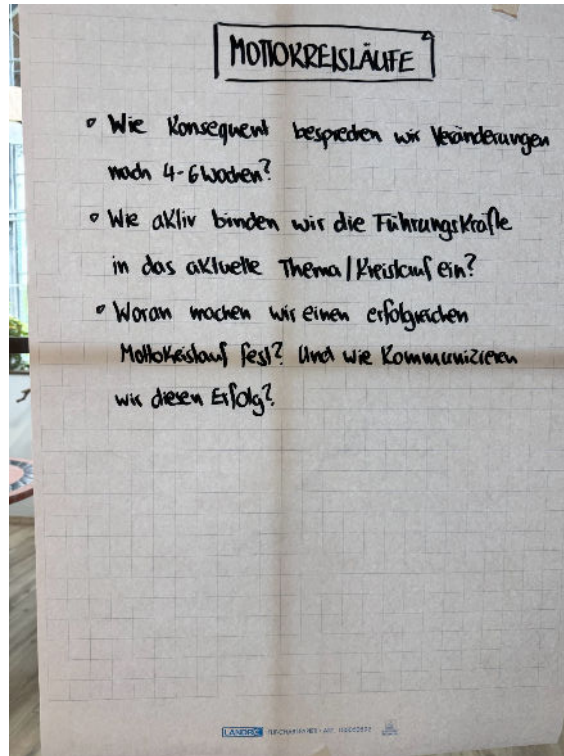 MOTTOKREISLÄUFE
Wie Konsequent besprechen wir Veränderungen
nach 4-6 Wochen?
Wie aktiv binden wir die Führungskräfte
in das aktuelle Thema/Kreislauf ein?
Woran machen wir einen erfolgreichen
Mottokreislauf fest? Und wie Kommunizieren
wir diesen Erfolg?
LANDRÉ